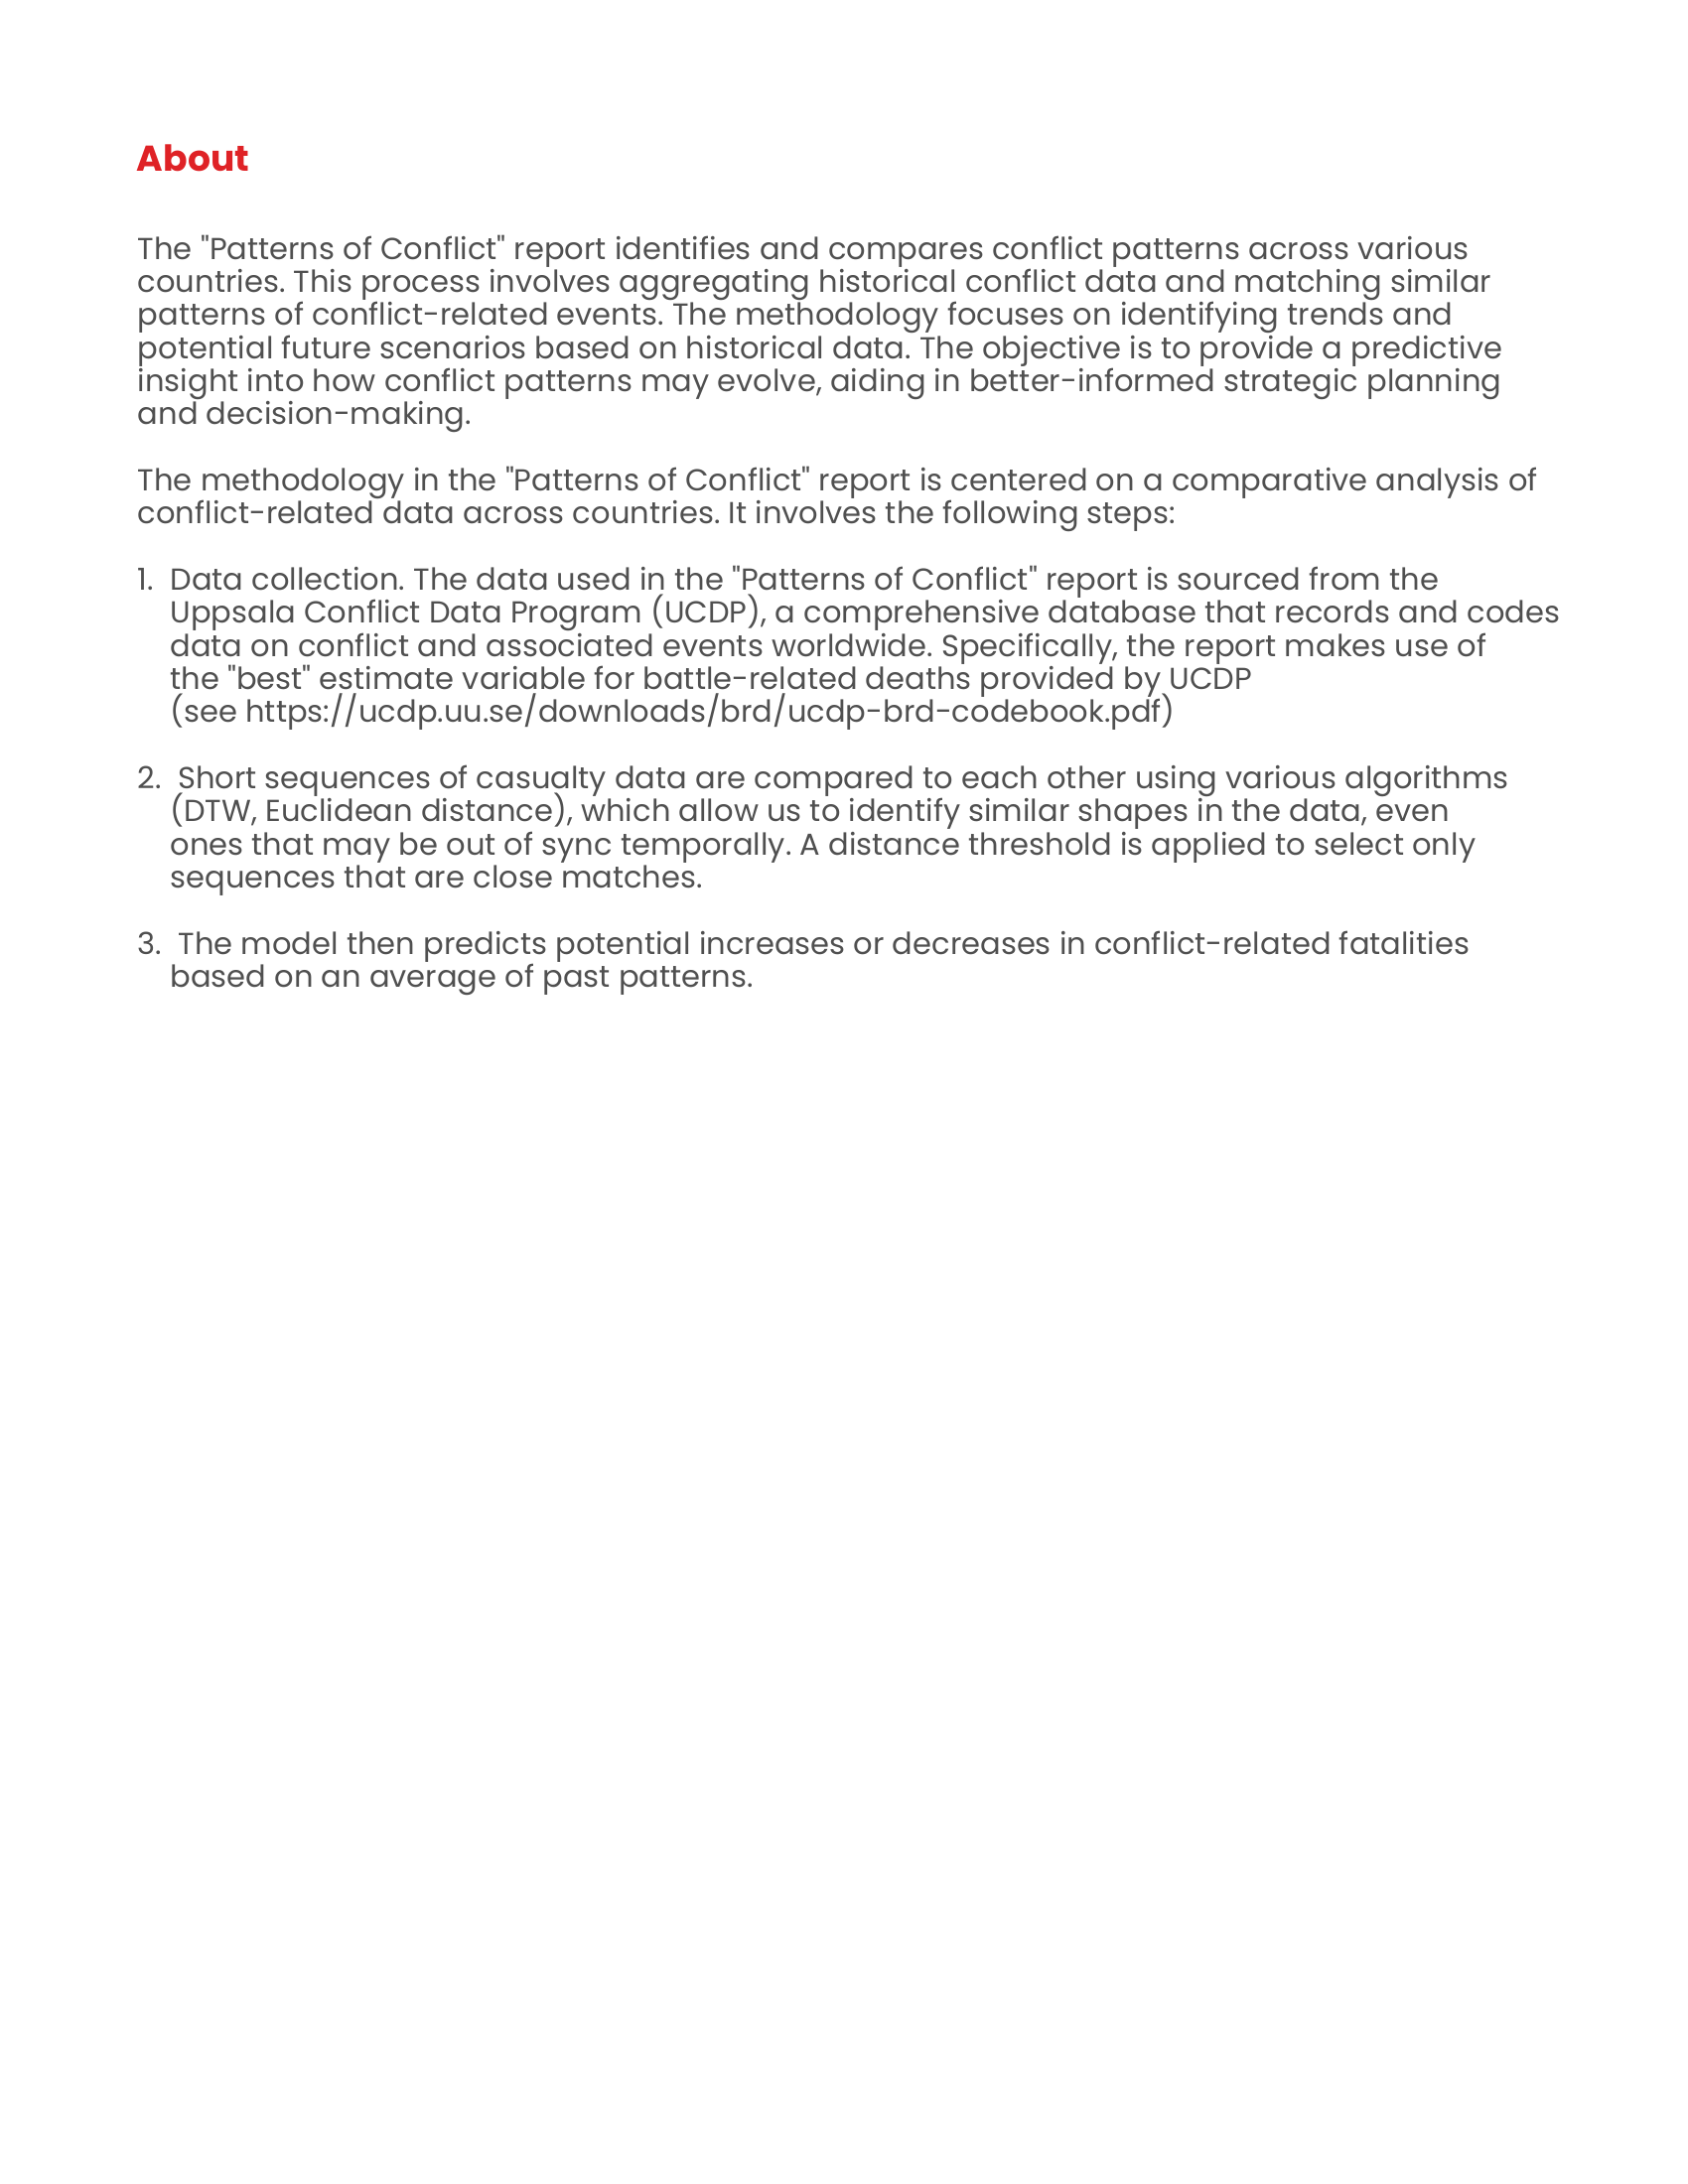 About
The "Patterns of Conflict" report identifies and compares conflict patterns across various
countries. This process involves aggregating historical conflict data and matching similar
patterns of conflict-related events. The methodology focuses on identifying trends and
potential future scenarios based on historical data. The objective is to provide a predictive
insight into how conflict patterns may evolve, aiding in better-informed strategic planning
and decision-making.
The methodology in the "Patterns of Conflict" report is centered on a comparative analysis of
conflict-related data across countries. It involves the following steps:
1. Data collection. The data used in the "Patterns of Conflict" report is sourced from the
Uppsala Conflict Data Program (UCDP), a comprehensive database that records and codes
data on conflict and associated events worldwide. Specifically, the report makes use of
the "best" estimate variable for battle-related deaths provided by UCDP
(see https://ucdp.uu.se/downloads/brd/ucdp-brd-codebook.pdf)
2. Short sequences of casualty data are compared to each other using various algorithms
(DTW, Euclidean distance), which allow us to identify similar shapes in the data, even
ones that may be out of sync temporally. A distance threshold is applied to select only
sequences that are close matches.
3. The model then predicts potential increases or decreases in conflict-related fatalities
based on an average of past patterns.